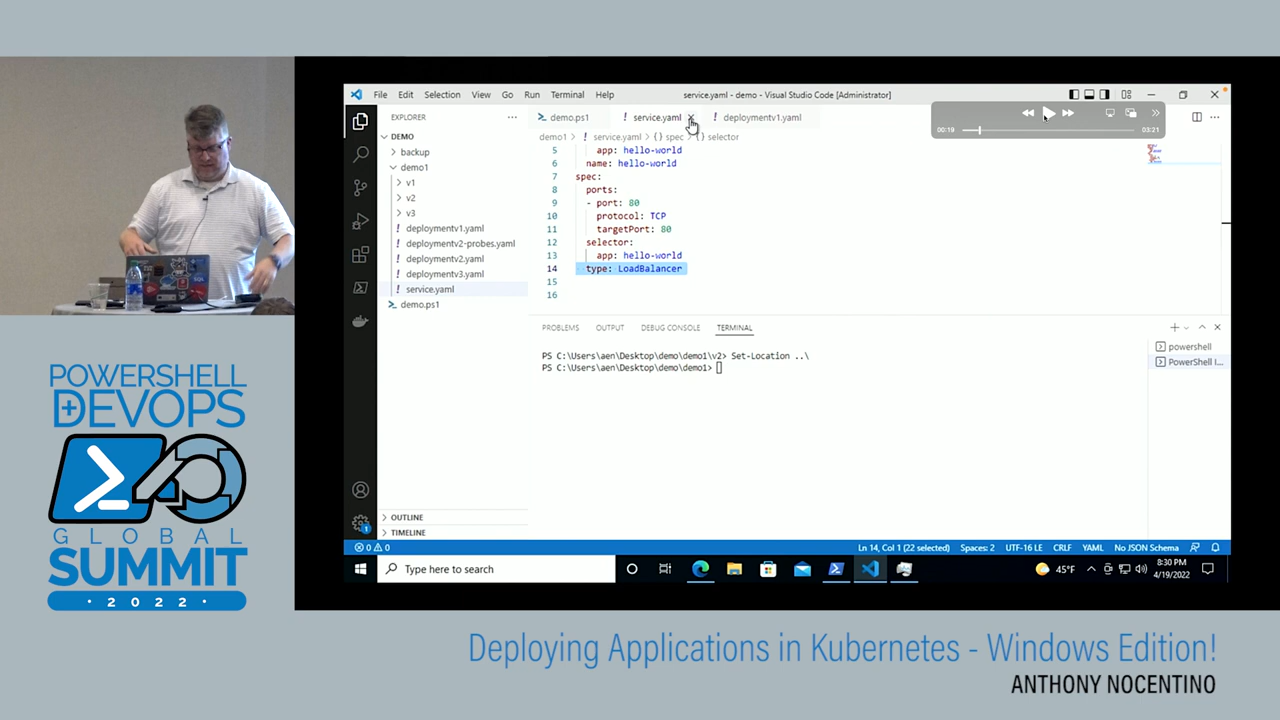 File Edit Selection View Go Run Terminal Help
service.yaml - demo - Visual Studio Code [Administrator]
EXPLORER
DEMO
backup
demo1
v1
v2
v3
deploymentv1.yaml
deploymentv2-probes.yaml
deploymentv2.yaml
deploymentv3.yaml
service.yaml
demo.ps1
OUTLINE
TIMELINE
demo.ps1 service.yaml deploymentv1.yaml
00:19 03:21
demo1 > service.yaml > {} spec > {} selector
5 app: hello-world
6 name: hello-world
7 spec:
8 ports:
9 - port: 80
10 protocol: TCP
11 targetPort: 80
12 selector:
13 app: hello-world
14 type: LoadBalancer
15
16
PROBLEMS OUTPUT DEBUG CONSOLE TERMINAL
PS C:\Users\aen\Desktop\demo\demo1\v2> Set-Location ..\
PS C:\Users\aen\Desktop\demo\demo1>
powershell
PowerShell I...
0 0 Ln 14, Col 1 (22 selected) Spaces: 2 UTF-16 LE CRLF YAML No JSON Schema
Type here to search
45°F
8:30 PM
4/19/2022
POWERSHELL
+DEVOPS
GLOBAL
SUMMIT
· 2022 ·
Deploying Applications in Kubernetes - Windows Edition!
ANTHONY NOCENTINO